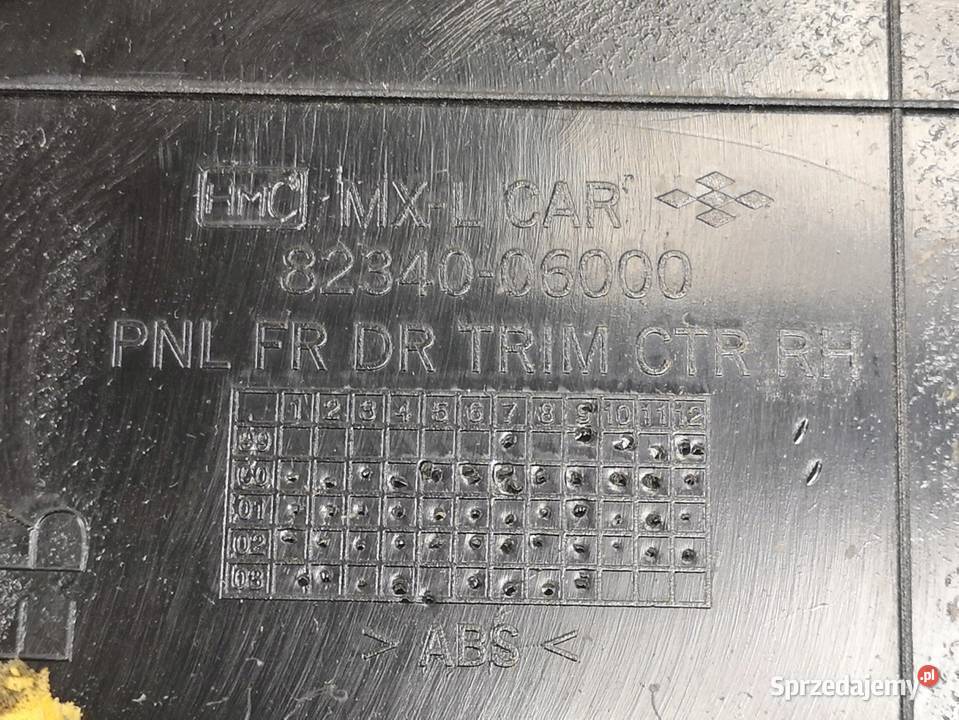 HMC MX-L CAR
82340-06000
PNL FR DR TRIM CTR RH
1 2 3 4 5 6 7 8 9 10 11 12
99
00
01
02
03
> ABS <
Sprzedajemy.pl